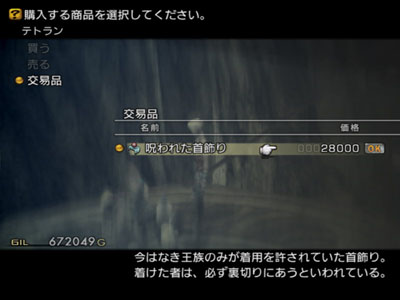 購入する商品を選択してください。
テトラン
買う
売る
交易品
交易品
名前 価格
呪われた首飾り 00028000 OK
GIL 672049 G
今はなき王族のみが着用を許されていた首飾り。
着けた者は、必ず裏切りにあうといわれている。